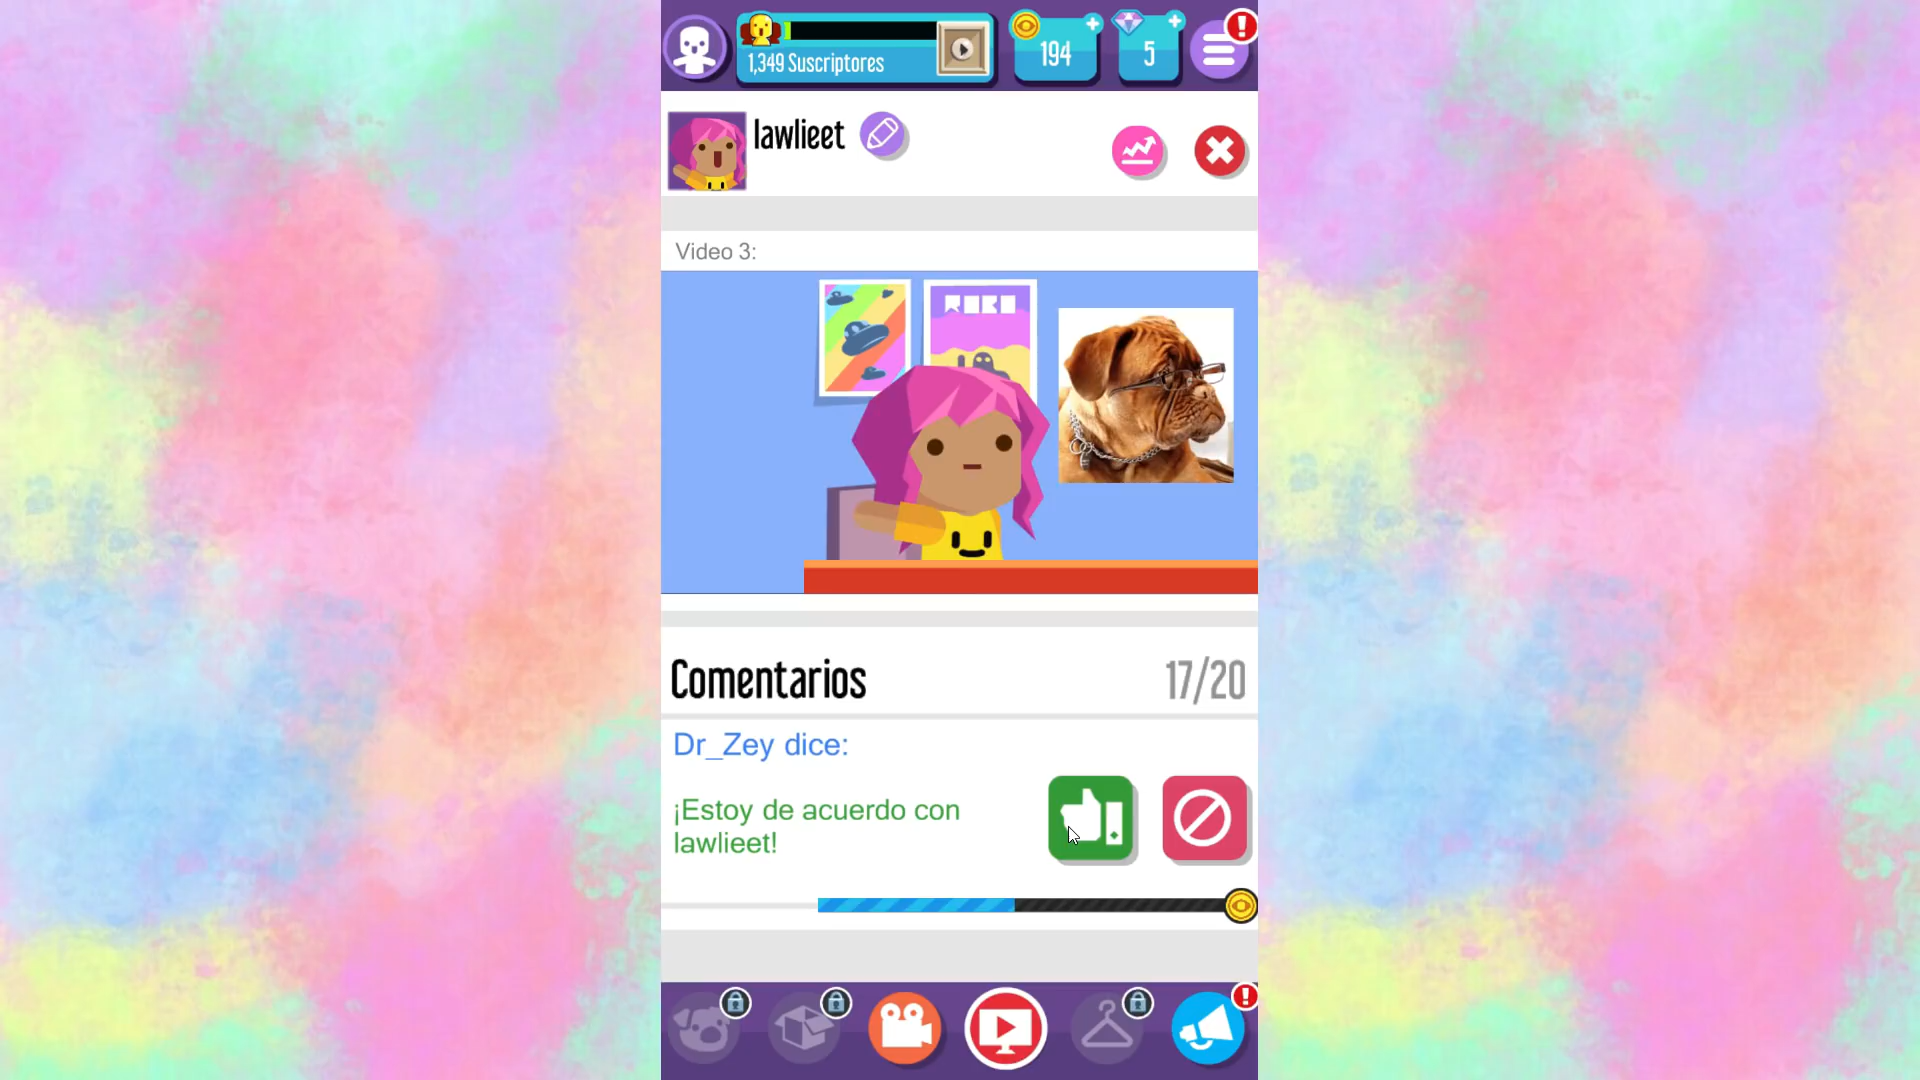 1,349 Suscriptores
194
5
lawlieet
Video 3:
Comentarios
17/20
Dr_Zey dice:
¡Estoy de acuerdo con
lawlieet!